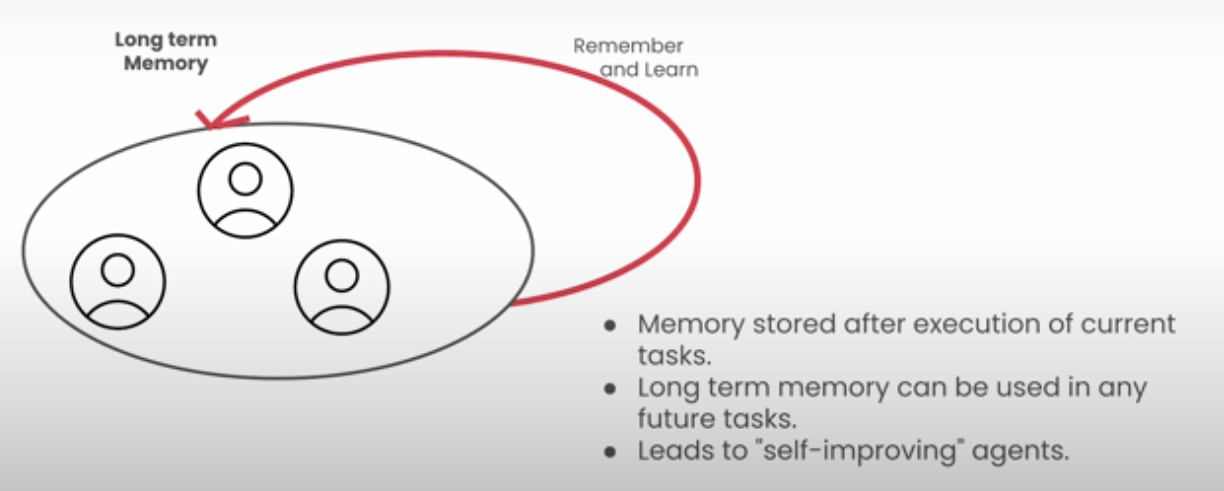 Long term
Memory
Remember
and Learn
● Memory stored after execution of current
tasks.
● Long term memory can be used in any
future tasks.
● Leads to "self-improving" agents.